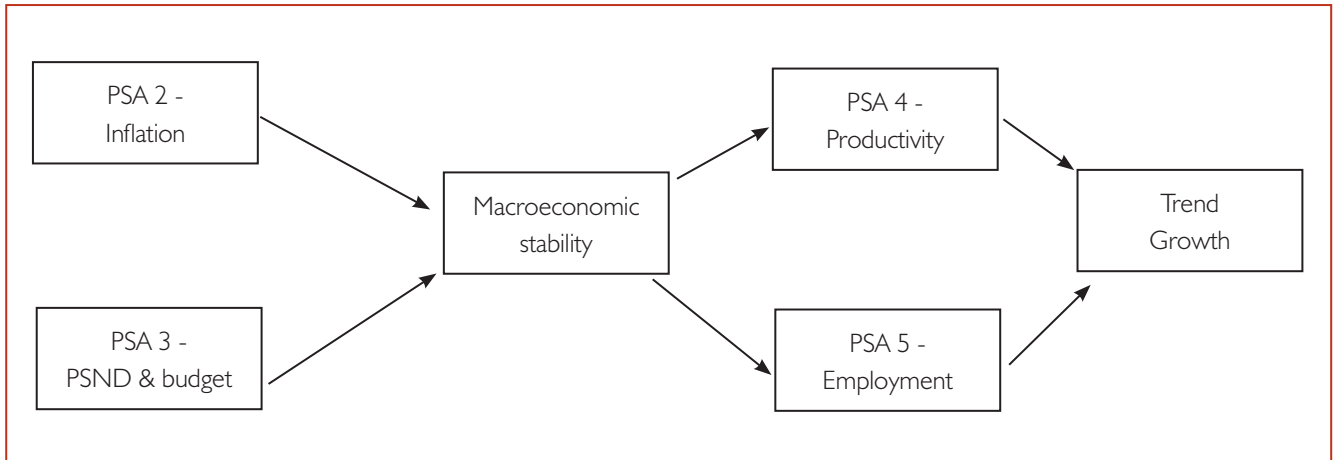 PSA 2 -
Inflation
PSA 3 -
PSND & budget
Macroeconomic
stability
PSA 4 -
Productivity
PSA 5 -
Employment
Trend
Growth